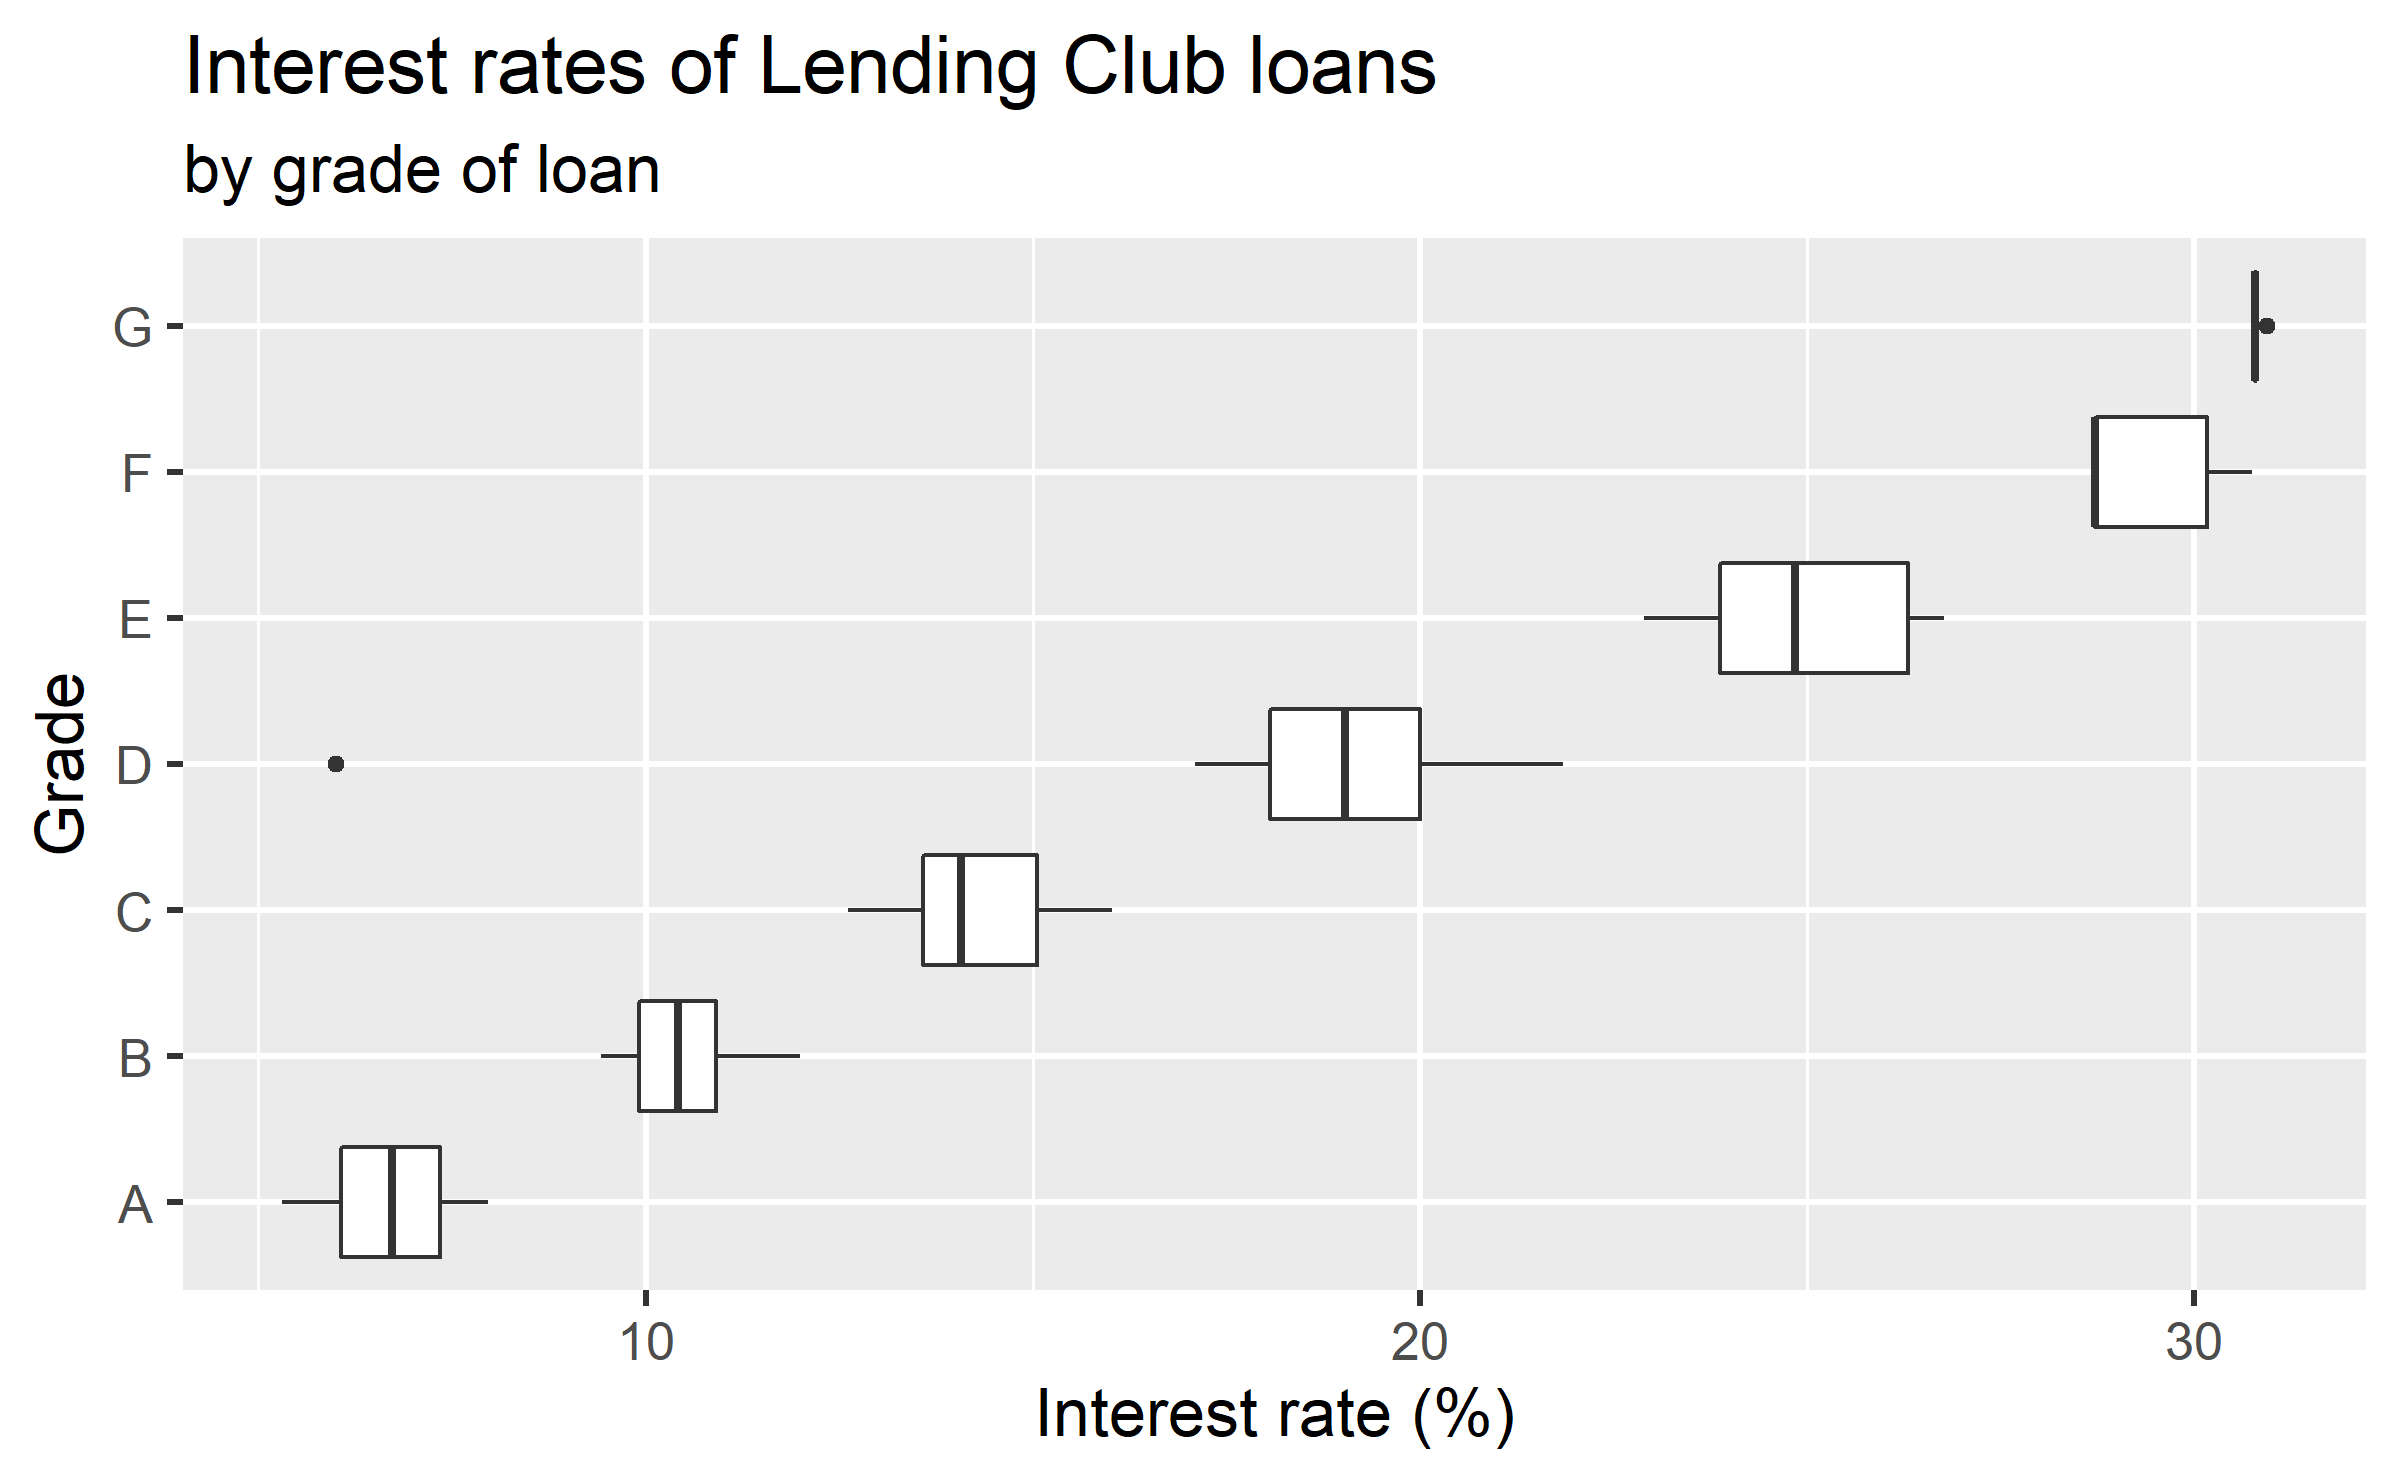 Interest rates of Lending Club loans
by grade of loan
G
F
E
D
C
B
A
Grade
10 20 30
Interest rate (%)